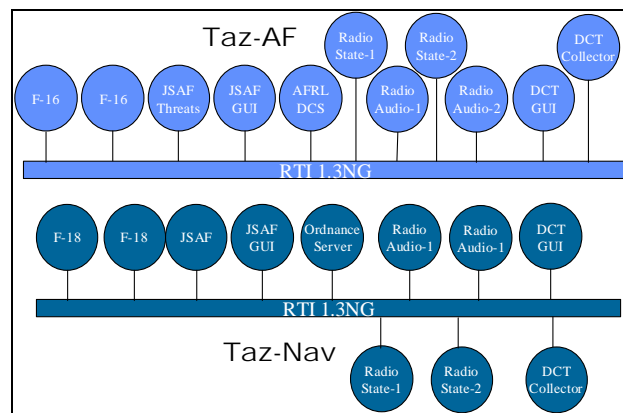 Taz-AF
Radio
State-1
Radio
State-2
DCT
Collector
F-16
F-16
JSAF
Threats
JSAF
GUI
AFRL
DCS
Radio
Audio-1
Radio
Audio-2
DCT
GUI
RTI 1.3NG
F-18
F-18
JSAF
JSAF
GUI
Ordnance
Server
Radio
Audio-1
Radio
Audio-1
DCT
GUI
RTI 1.3NG
Taz-Nav
Radio
State-1
Radio
State-2
DCT
Collector